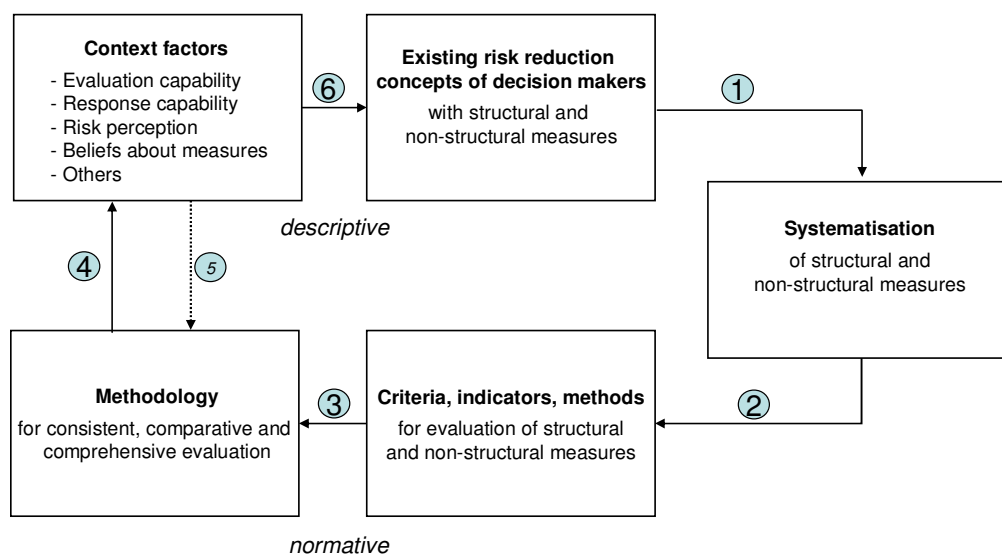 Context factors
- Evaluation capability
- Response capability
- Risk perception
- Beliefs about measures
- Others
6
Existing risk reduction
concepts of decision makers
with structural and
non-structural measures
1
descriptive
Systematisation
of structural and
non-structural measures
4
5
Methodology
for consistent, comparative and
comprehensive evaluation
3
Criteria, indicators, methods
for evaluation of structural
and non-structural measures
2
normative